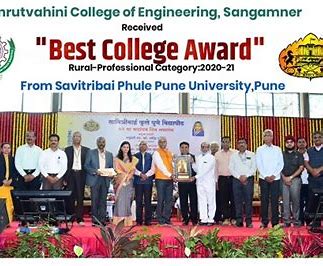 nrutvahini College of Engineering, Sangamner
Received
"Best College Award"
Rural-Professional Category:2020-21
From Savitribai Phule Pune University,Pune
सावित्रीबाई फुले पुणे विद्यापीठ